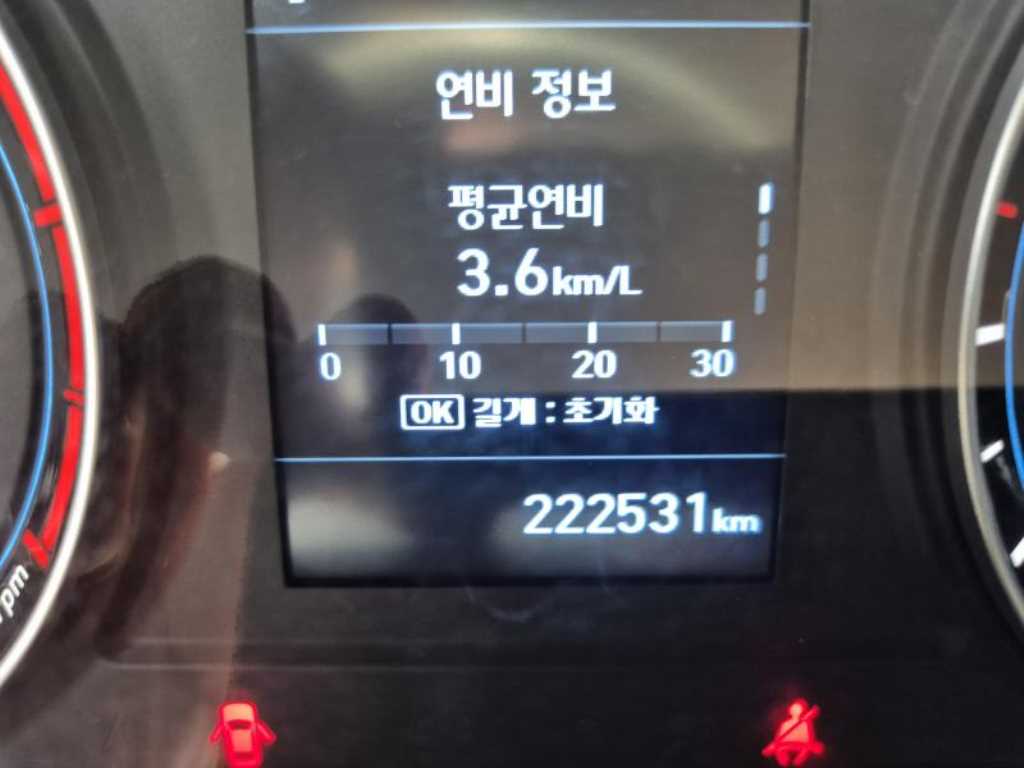 연비 정보
평균연비
3.6km/L
0 10 20 30
OK 길게 : 초기화
222531km
rpm